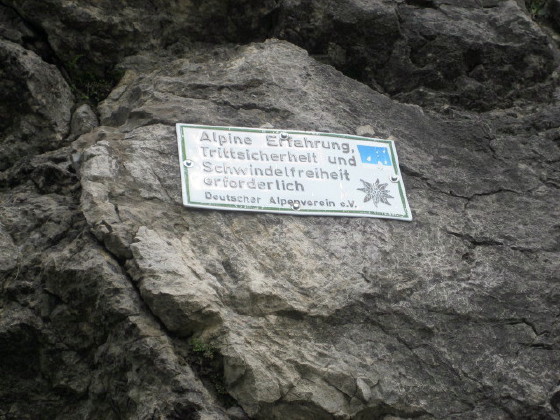 Alpine Erfahrung,
Trittsicherheit und
Schwindelfreiheit
erforderlich
Deutscher Alpenverein e.V.